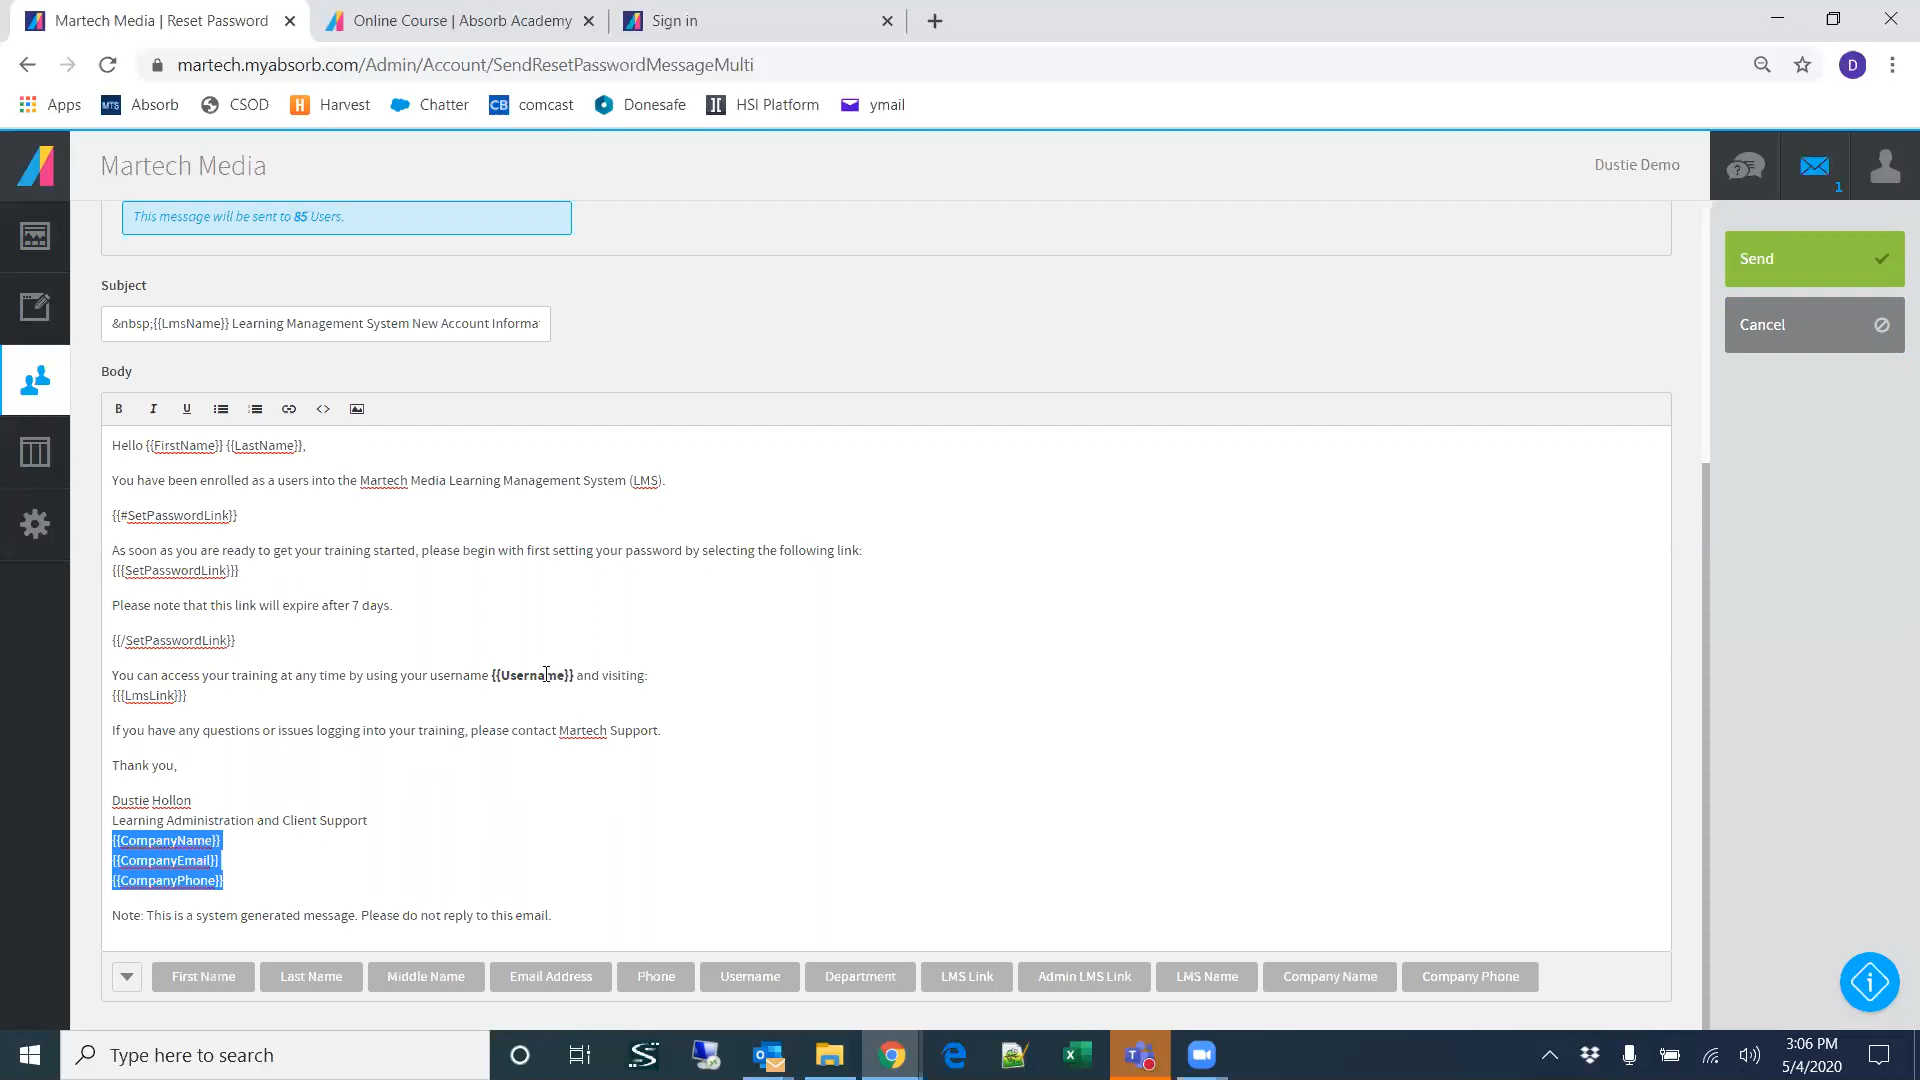 Martech Media | Reset Password
Online Course | Absorb Academy
Sign in
martech.myabsorb.com/Admin/Account/SendResetPasswordMessageMulti
D
Apps
MTS Absorb
CSOD
H Harvest
Chatter
CB comcast
Donesafe
HSI Platform
ymail
Martech Media
Dustie Demo
1
This message will be sent to 85 Users.
Send
Cancel
Subject
&nbsp;{{LmsName}} Learning Management System New Account Informat
Body
B I U
Hello {{FirstName}} {{LastName}},
You have been enrolled as a users into the Martech Media Learning Management System (LMS).
{{#SetPasswordLink}}
As soon as you are ready to get your training started, please begin with first setting your password by selecting the following link:
{{{SetPasswordLink}}}
Please note that this link will expire after 7 days.
{{/SetPasswordLink}}
You can access your training at any time by using your username {{Username}} and visiting:
{{{LmsLink}}}
If you have any questions or issues logging into your training, please contact Martech Support.
Thank you,
Dustie Hollon
Learning Administration and Client Support
{{CompanyName}}
{{CompanyEmail}}
{{CompanyPhone}}
Note: This is a system generated message. Please do not reply to this email.
First Name
Last Name
Middle Name
Email Address
Phone
Username
Department
LMS Link
Admin LMS Link
LMS Name
Company Name
Company Phone
Type here to search
3:06 PM
5/4/2020